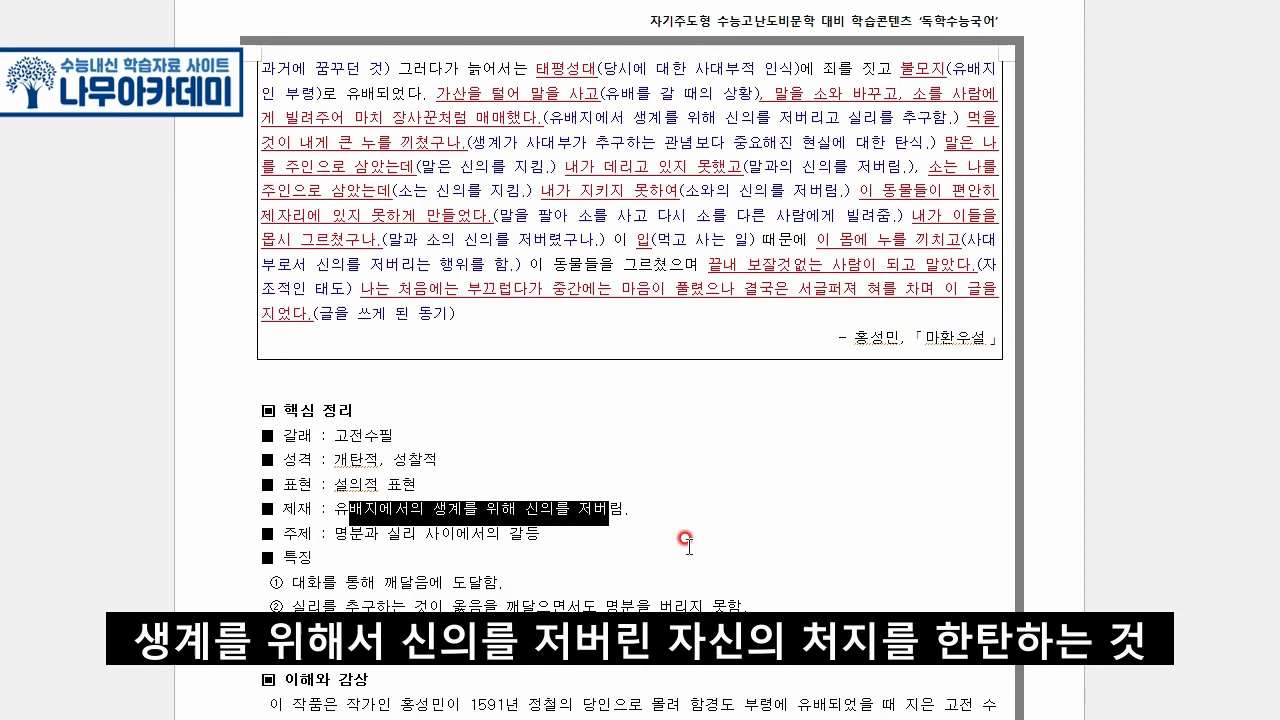 자기주도형 수능고난도비문학 대비 학습콘텐츠 '독학수능국어'
수능내신 학습자료 사이트
나무아카데미
과거에 꿈꾸던 것) 그러다가 늙어서는 태평성대(당시에 대한 사대부적 인식)에 죄를 짓고 불모지(유배지
인 부령)로 유배되었다. 가산을 털어 말을 사고(유배를 갈 때의 상황), 말을 소와 바꾸고, 소를 사람에
게 빌려주어 마치 장사꾼처럼 매매했다.(유배지에서 생계를 위해 신의를 저버리고 실리를 추구함.) 먹을
것이 내게 큰 누를 끼쳤구나.(생계가 사대부가 추구하는 관념보다 중요해진 현실에 대한 탄식.) 말은 나
를 주인으로 삼았는데(말은 신의를 지킴.) 내가 데리고 있지 못했고(말과의 신의를 저버림.), 소는 나를
주인으로 삼았는데(소는 신의를 지킴.) 내가 지키지 못하여(소와의 신의를 저버림.) 이 동물들이 편안히
제자리에 있지 못하게 만들었다.(말을 팔아 소를 사고 다시 소를 다른 사람에게 빌려줌.) 내가 이들을
몹시 그르쳤구나.(말과 소의 신의를 저버렸구나.) 이 입(먹고 사는 일) 때문에 이 몸에 누를 끼치고(사대
부로서 신의를 저버리는 행위를 함.) 이 동물들을 그르쳤으며 끝내 보잘것없는 사람이 되고 말았다.(자
조적인 태도) 나는 처음에는 부끄럽다가 중간에는 마음이 풀렸으나 결국은 서글퍼져 혀를 차며 이 글을
지었다.(글을 쓰게 된 동기)
- 홍성민, 「마환우설」
▣ 핵심 정리
■ 갈래 : 고전수필
■ 성격 : 개탄적, 성찰적
■ 표현 : 설의적 표현
■ 제재 : 유배지에서의 생계를 위해 신의를 저버림.
■ 주제 : 명분과 실리 사이에서의 갈등
■ 특징
① 대화를 통해 깨달음에 도달함.
② 실리를 추구하는 것이 옳음을 깨달으면서도 명분을 버리지 못함.
생계를 위해서 신의를 저버린 자신의 처지를 한탄하는 것
▣ 이해와 감상
이 작품은 작가인 홍성민이 1591년 정철의 당인으로 몰려 함경도 부령에 유배되었을 때 지은 고전 수